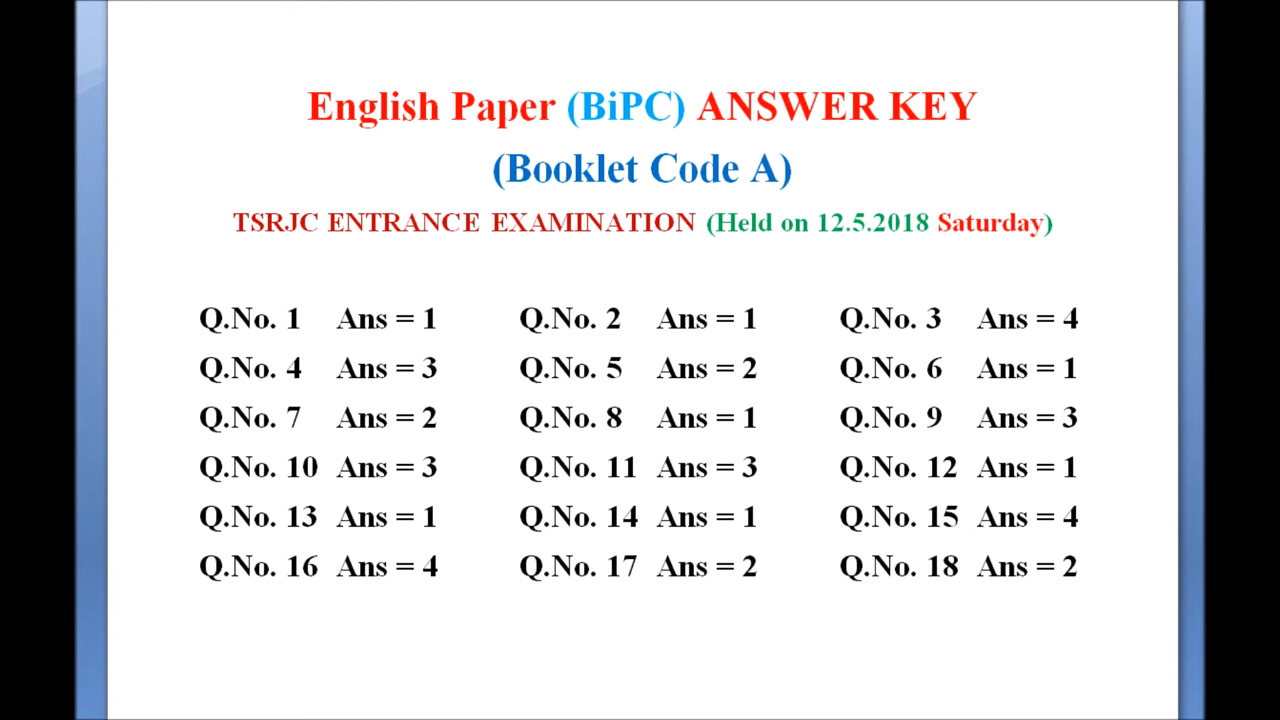 English Paper (BiPC) ANSWER KEY
(Booklet Code A)
TSRJC ENTRANCE EXAMINATION (Held on 12.5.2018 Saturday)
Q.No. 1 Ans = 1 Q.No. 2 Ans = 1 Q.No. 3 Ans = 4
Q.No. 4 Ans = 3 Q.No. 5 Ans = 2 Q.No. 6 Ans = 1
Q.No. 7 Ans = 2 Q.No. 8 Ans = 1 Q.No. 9 Ans = 3
Q.No. 10 Ans = 3 Q.No. 11 Ans = 3 Q.No. 12 Ans = 1
Q.No. 13 Ans = 1 Q.No. 14 Ans = 1 Q.No. 15 Ans = 4
Q.No. 16 Ans = 4 Q.No. 17 Ans = 2 Q.No. 18 Ans = 2